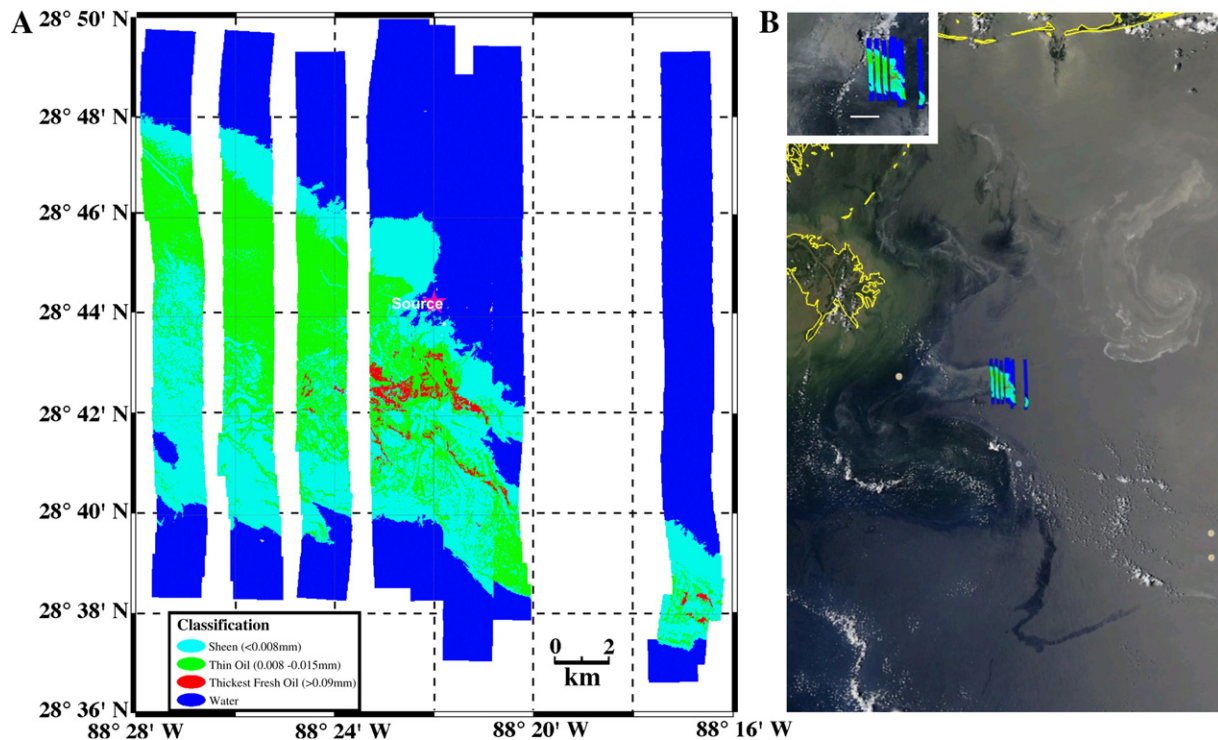 A
B
28° 50' N
28° 48' N
28° 46' N
28° 44' N
28° 42' N
28° 40' N
28° 38' N
28° 36' N
Source
Classification
Sheen (<0.008mm)
Thin Oil (0.008 -0.015mm)
Thickest Fresh Oil (>0.09mm)
Water
0 2
km
88° 28' W
88° 24' W
88° 20' W
88° 16' W